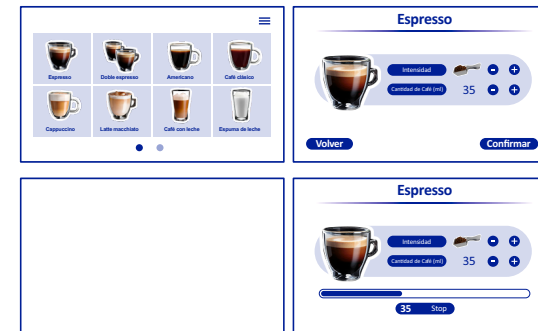 Espresso
Doble espresso
Americano
Café clásico
Cappuccino
Latte macchiato
Café con leche
Espuma de leche
Espresso
Intensidad
Cantidad de Café (ml)
35
Volver
Confirmar
Espresso
Intensidad
Cantidad de Café (ml)
35
35 Stop